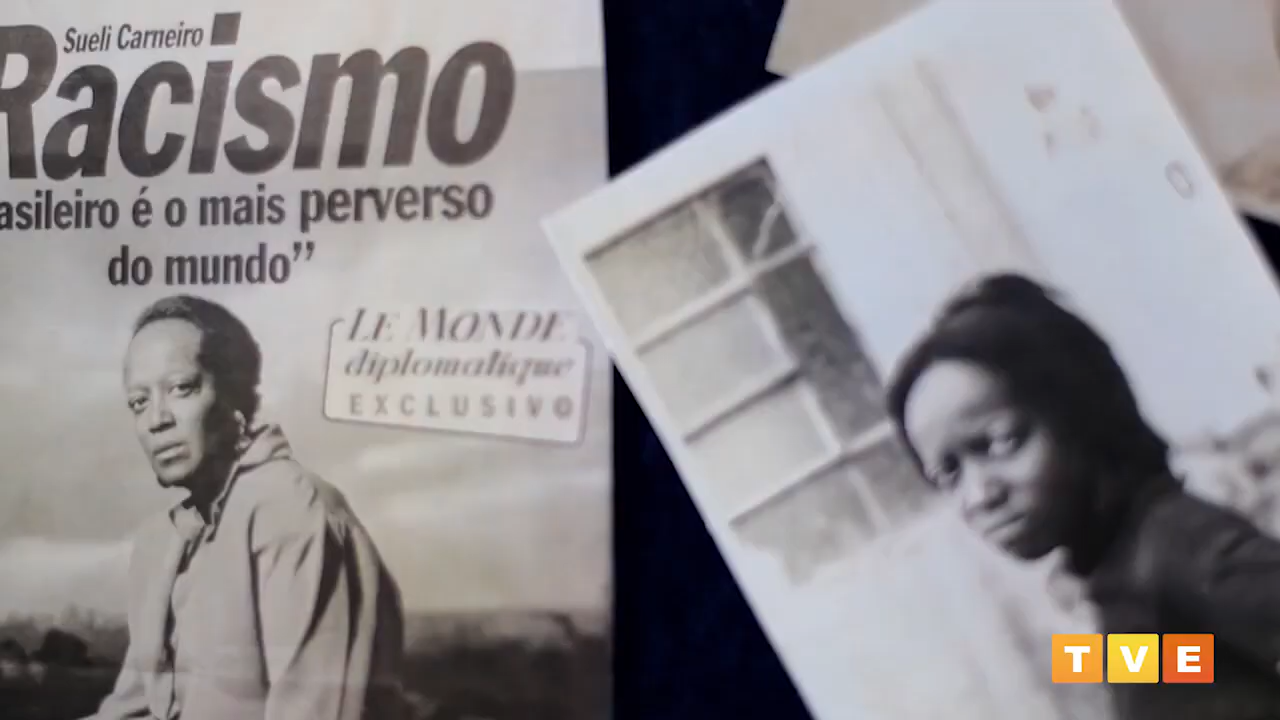 Sueli Carneiro
Racismo
asileiro é o mais perverso
do mundo”
LE MONDE
diplomatique
EXCLUSIVO
TVE